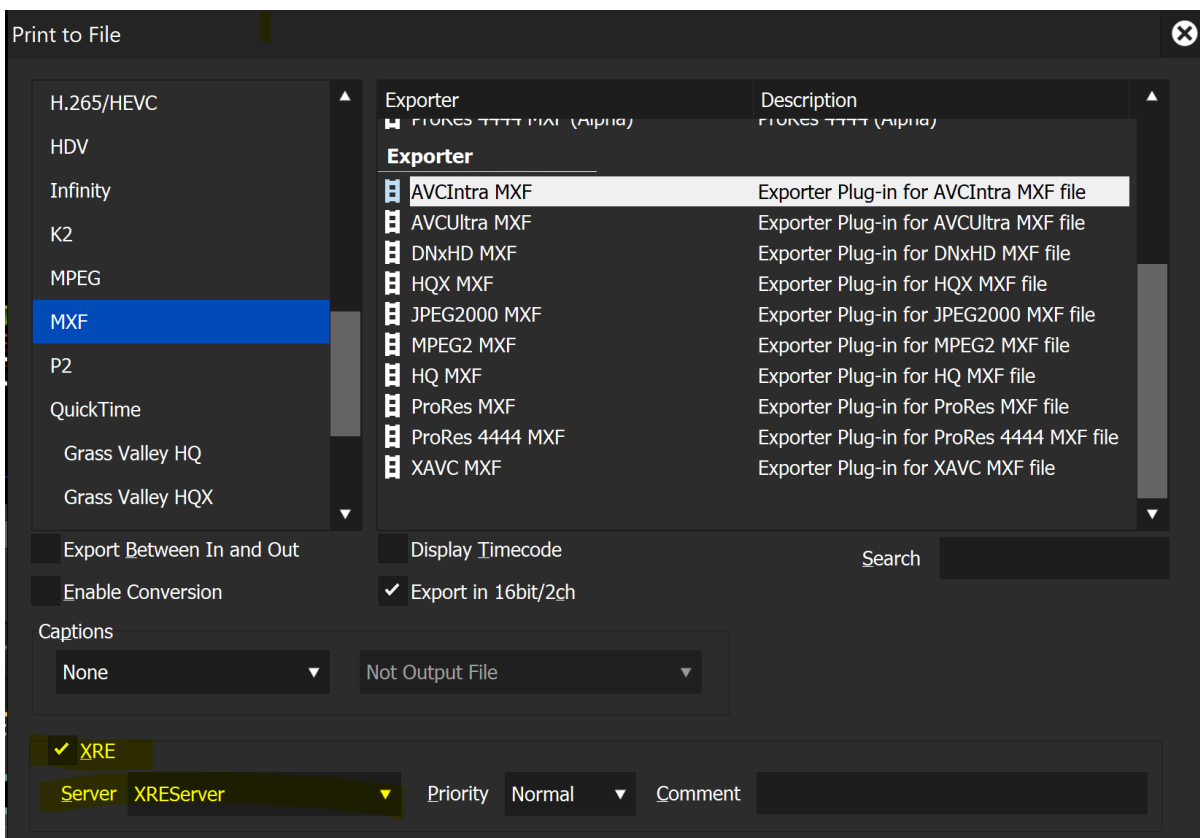 Print to File
H.265/HEVC
HDV
Infinity
K2
MPEG
MXF
P2
QuickTime
Grass Valley HQ
Grass Valley HQX
Exporter Description
ProRes 4444 MXF (Alpha) ProRes 4444 (Alpha)
Exporter
AVCIntra MXF Exporter Plug-in for AVCIntra MXF file
AVCUltra MXF Exporter Plug-in for AVCUltra MXF file
DNxHD MXF Exporter Plug-in for DNxHD MXF file
HQX MXF Exporter Plug-in for HQX MXF file
JPEG2000 MXF Exporter Plug-in for JPEG2000 MXF file
MPEG2 MXF Exporter Plug-in for MPEG2 MXF file
HQ MXF Exporter Plug-in for HQ MXF file
ProRes MXF Exporter Plug-in for ProRes MXF file
ProRes 4444 MXF Exporter Plug-in for ProRes 4444 MXF file
XAVC MXF Exporter Plug-in for XAVC MXF file
Export Between In and Out Display Timecode Search
Enable Conversion Export in 16bit/2ch
Captions
None Not Output File
XRE
Server XREServer Priority Normal Comment